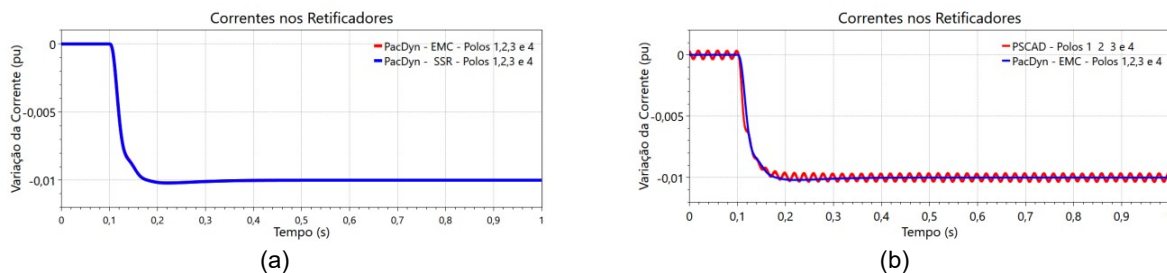 Correntes nos Retificadores
PacDyn - EMC - Polos 1,2,3 e 4
PacDyn - SSR - Polos 1,2,3 e 4
Variação da Corrente (pu)
0
-0,005
-0,01
0 0,1 0,2 0,3 0,4 0,5 0,6 0,7 0,8 0,9 1
Tempo (s)
(a)
Correntes nos Retificadores
PSCAD - Polos 1 2 3 e 4
PacDyn - EMC - Polos 1,2,3 e 4
Variação da Corrente (pu)
0
-0,005
-0,01
0 0,1 0,2 0,3 0,4 0,5 0,6 0,7 0,8 0,9
Tempo (s)
(b)